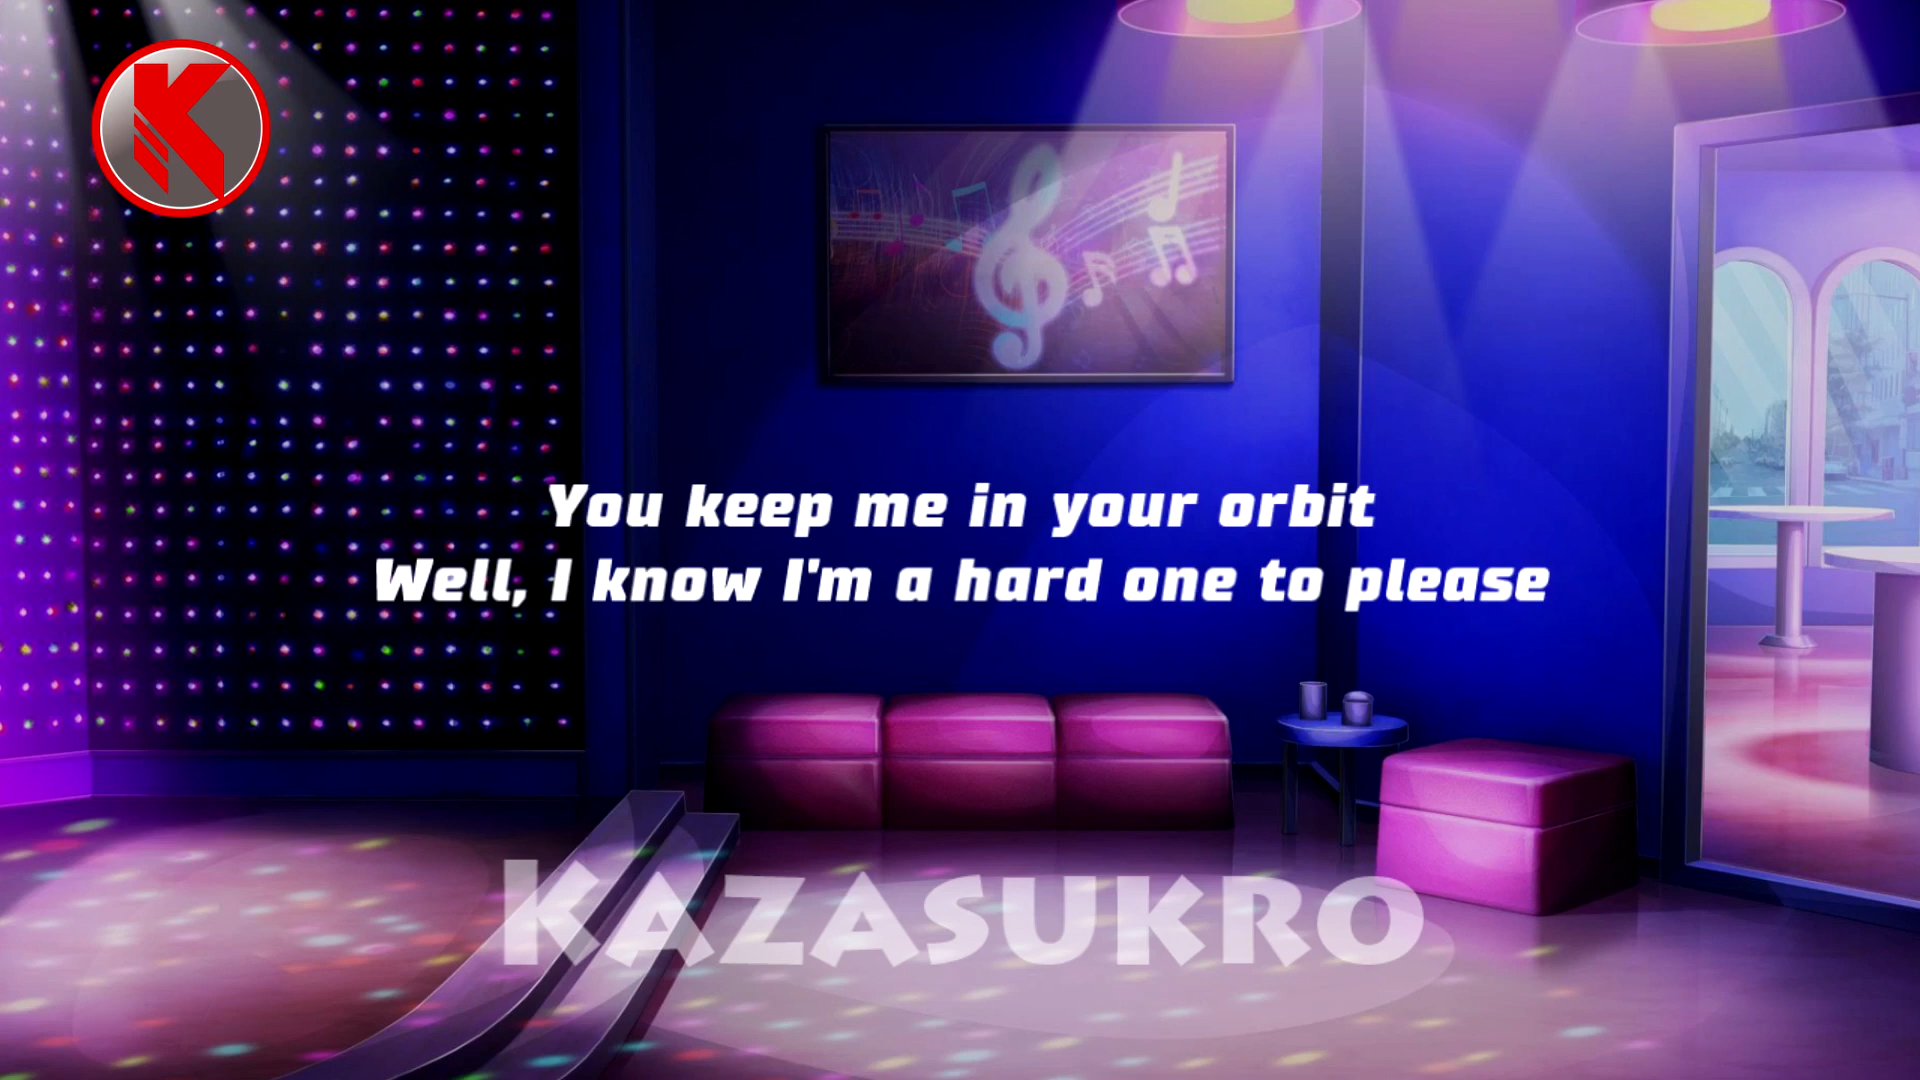 K
You keep me in your orbit
Well, I know I'm a hard one to please
KAZASUKRO